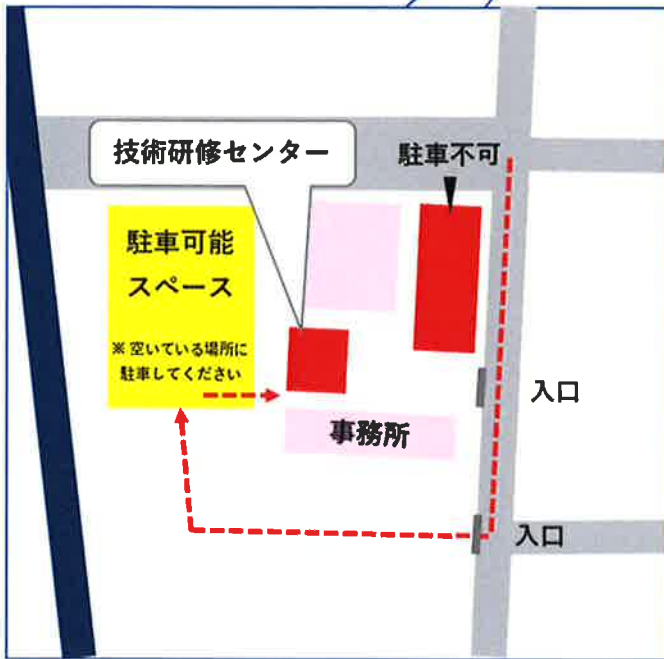 技術研修センター
駐車不可
駐車可能
スペース
※空いている場所に
駐車してください
入口
事務所
入口